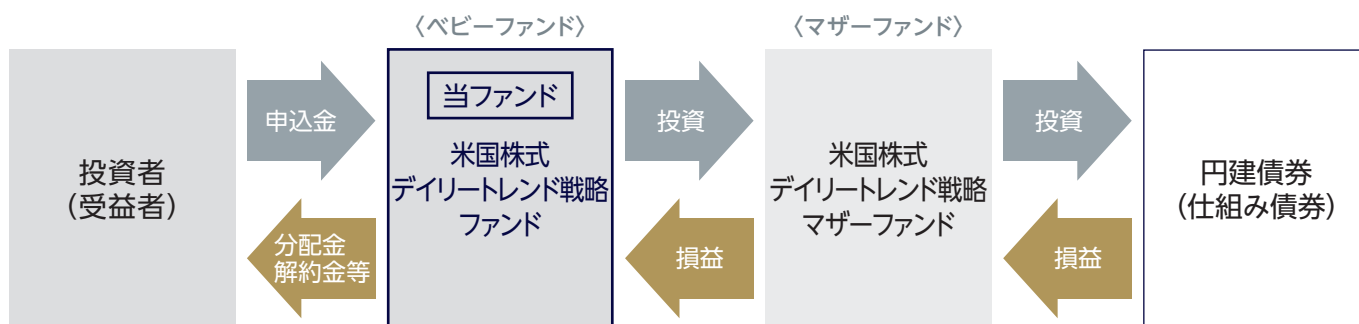 〈ベビーファンド〉
〈マザーファンド〉
投資者
（受益者）
申込金
分配金
解約金等
当ファンド
米国株式
デイリートレンド戦略
ファンド
投資
損益
米国株式
デイリートレンド戦略
マザーファンド
投資
損益
円建債券
（仕組み債券）